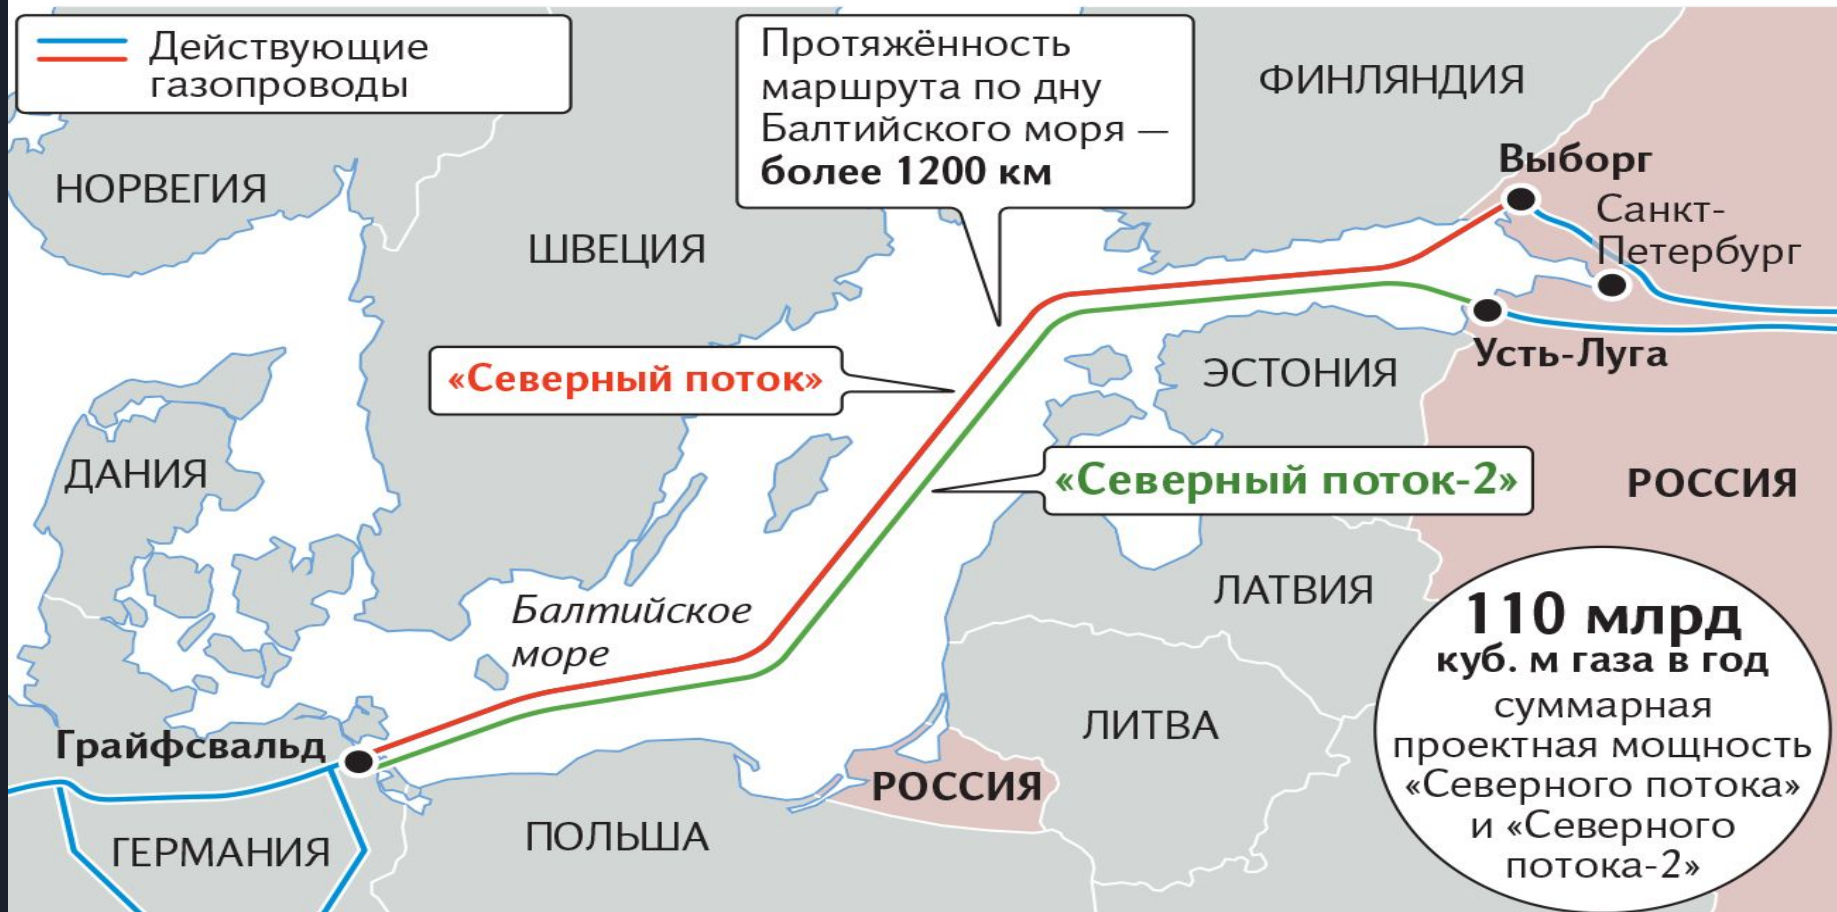 Действующие
газопроводы
Протяжённость
маршрута по дну
Балтийского моря —
более 1200 км
ФИНЛЯНДИЯ
Выборг
Санкт-
Петербург
НОРВЕГИЯ
ШВЕЦИЯ
Усть-Луга
«Северный поток»
ЭСТОНИЯ
ДАНИЯ
«Северный поток-2»
РОССИЯ
ЛАТВИЯ
Балтийское
море
110 млрд
куб. м газа в год
суммарная
проектная мощность
«Северного потока»
и «Северного
потока-2»
ЛИТВА
Грайфсвальд
РОССИЯ
ГЕРМАНИЯ
ПОЛЬША